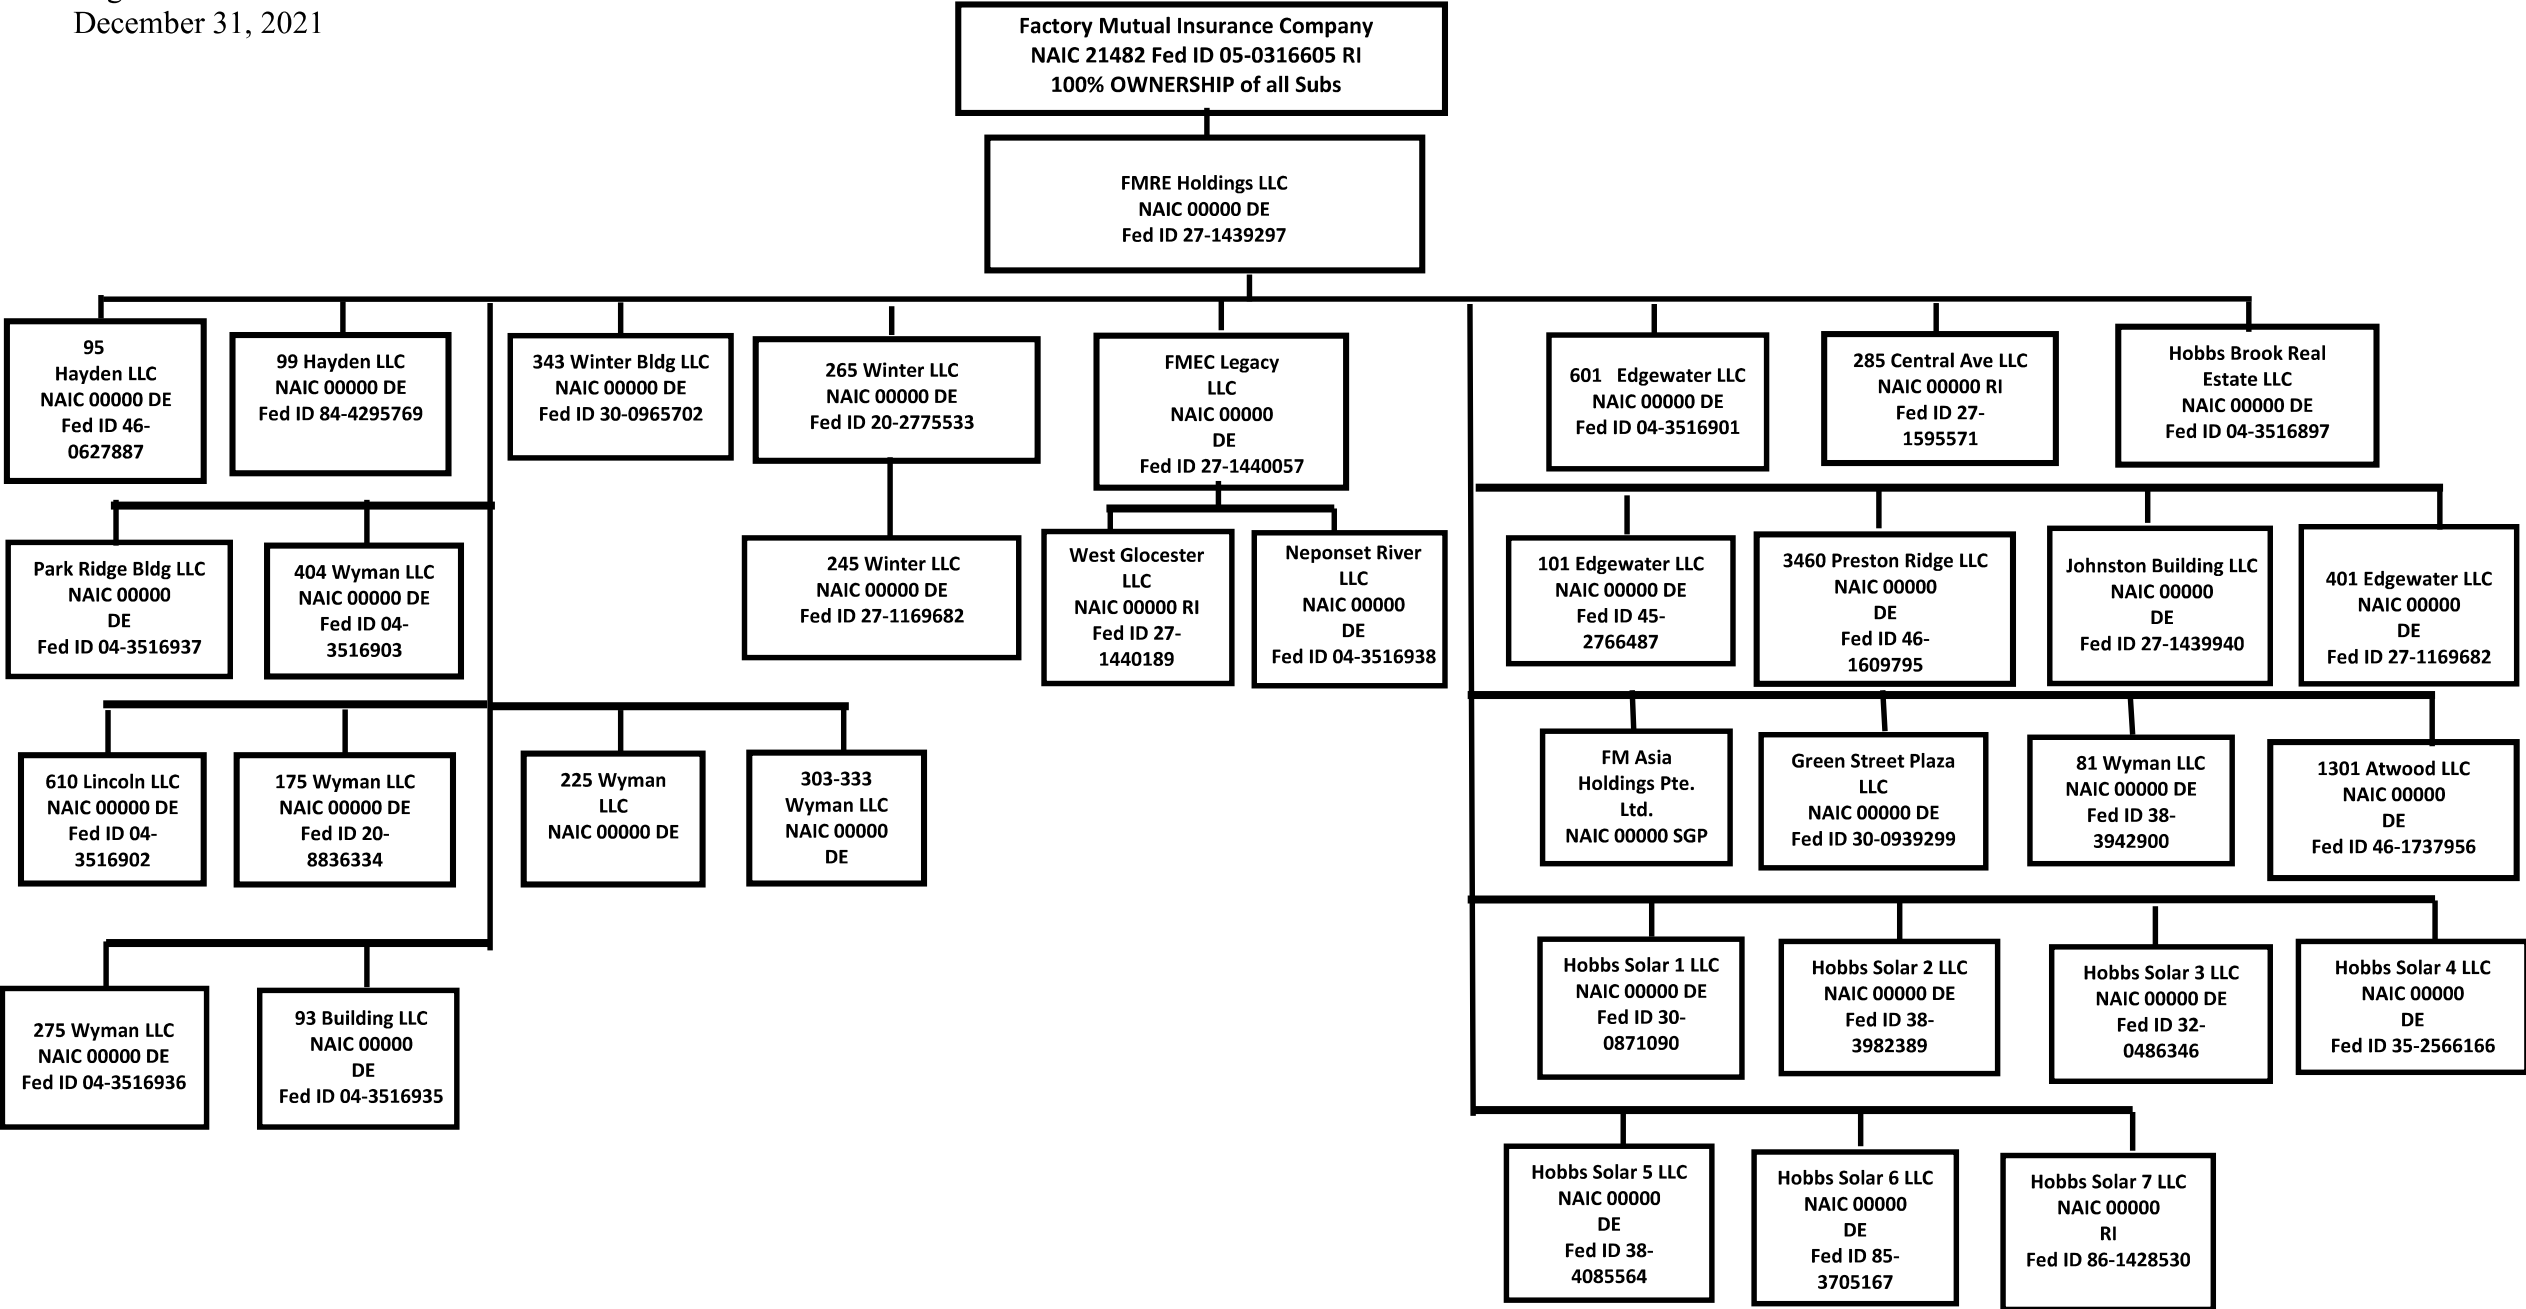 December 31, 2021
Factory Mutual Insurance Company
NAIC 21482 Fed ID 05-0316605 RI
100% OWNERSHIP of all Subs
FMRE Holdings LLC
NAIC 00000 DE
Fed ID 27-1439297
95
Hayden LLC
NAIC 00000 DE
Fed ID 46-
0627887
99 Hayden LLC
NAIC 00000 DE
Fed ID 84-4295769
343 Winter Bldg LLC
NAIC 00000 DE
Fed ID 30-0965702
265 Winter LLC
NAIC 00000 DE
Fed ID 20-2775533
FMEC Legacy
LLC
NAIC 00000
DE
Fed ID 27-1440057
601 Edgewater LLC
NAIC 00000 DE
Fed ID 04-3516901
285 Central Ave LLC
NAIC 00000 RI
Fed ID 27-
1595571
Hobbs Brook Real
Estate LLC
NAIC 00000 DE
Fed ID 04-3516897
Park Ridge Bldg LLC
NAIC 00000
DE
Fed ID 04-3516937
404 Wyman LLC
NAIC 00000 DE
Fed ID 04-
3516903
245 Winter LLC
NAIC 00000 DE
Fed ID 27-1169682
West Glocester
LLC
NAIC 00000 RI
Fed ID 27-
1440189
Neponset River
LLC
NAIC 00000
DE
Fed ID 04-3516938
101 Edgewater LLC
NAIC 00000 DE
Fed ID 45-
2766487
3460 Preston Ridge LLC
NAIC 00000
DE
Fed ID 46-
1609795
Johnston Building LLC
NAIC 00000
DE
Fed ID 27-1439940
401 Edgewater LLC
NAIC 00000
DE
Fed ID 27-1169682
610 Lincoln LLC
NAIC 00000 DE
Fed ID 04-
3516902
175 Wyman LLC
NAIC 00000 DE
Fed ID 20-
8836334
225 Wyman
LLC
NAIC 00000 DE
303-333
Wyman LLC
NAIC 00000
DE
FM Asia
Holdings Pte.
Ltd.
NAIC 00000 SGP
Green Street Plaza
LLC
NAIC 00000 DE
Fed ID 30-0939299
81 Wyman LLC
NAIC 00000 DE
Fed ID 38-
3942900
1301 Atwood LLC
NAIC 00000
DE
Fed ID 46-1737956
275 Wyman LLC
NAIC 00000 DE
Fed ID 04-3516936
93 Building LLC
NAIC 00000
DE
Fed ID 04-3516935
Hobbs Solar 1 LLC
NAIC 00000 DE
Fed ID 30-
0871090
Hobbs Solar 2 LLC
NAIC 00000 DE
Fed ID 38-
3982389
Hobbs Solar 3 LLC
NAIC 00000 DE
Fed ID 32-
0486346
Hobbs Solar 4 LLC
NAIC 00000
DE
Fed ID 35-2566166
Hobbs Solar 5 LLC
NAIC 00000
DE
Fed ID 38-
4085564
Hobbs Solar 6 LLC
NAIC 00000
DE
Fed ID 85-
3705167
Hobbs Solar 7 LLC
NAIC 00000
RI
Fed ID 86-1428530